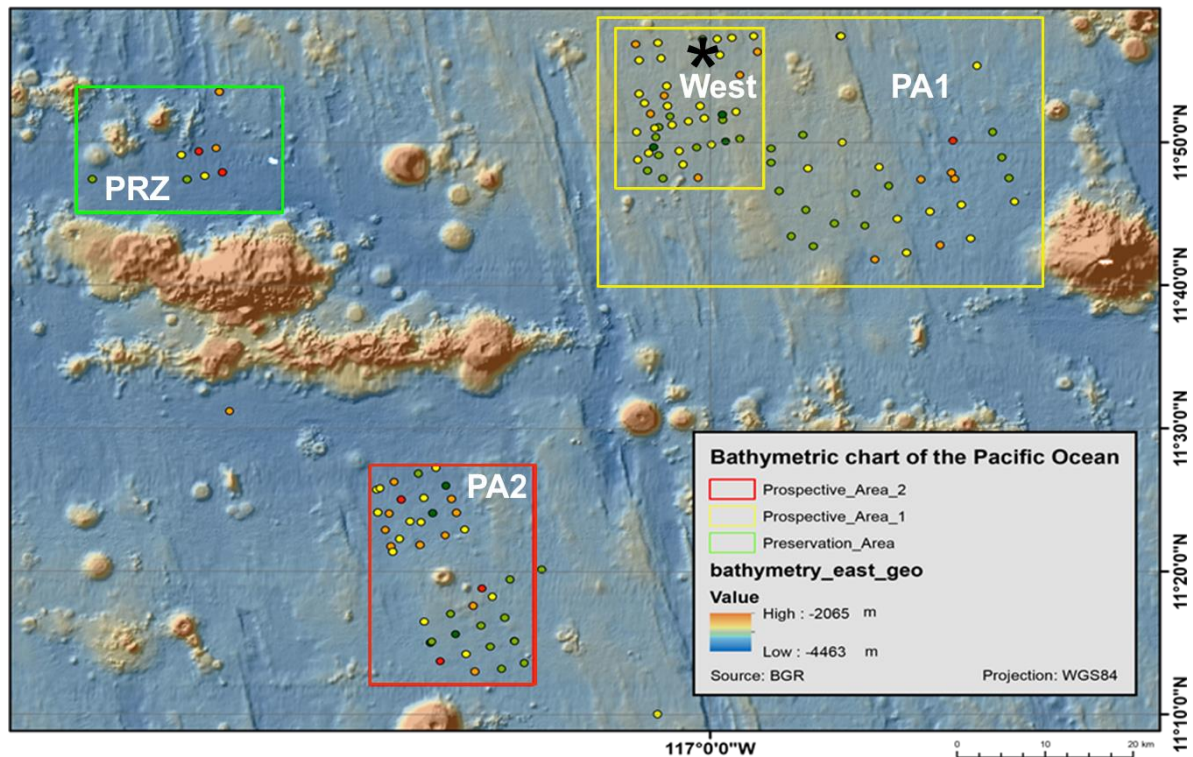 *
West
PA1
PRZ
PA2
11°50'0"N
11°40'0"N
11°30'0"N
11°20'0"N
11°10'0"N
Bathymetric chart of the Pacific Ocean
Prospective_Area_2
Prospective_Area_1
Preservation_Area
bathymetry_east_geo
Value
High : -2065 m
Low : -4463 m
Source: BGR Projection: WGS84
117°0'0"W
0 10 20 km